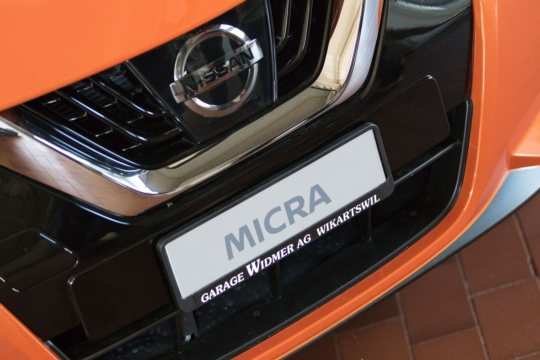 NISSAN
MICRA
GARAGE WIDMER AG WIKARTSWIL